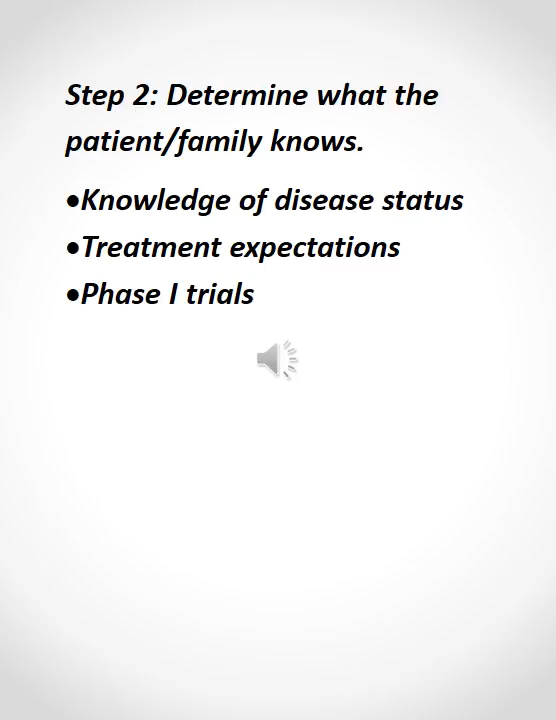 Step 2: Determine what the
patient/family knows.
•Knowledge of disease status
•Treatment expectations
•Phase I trials